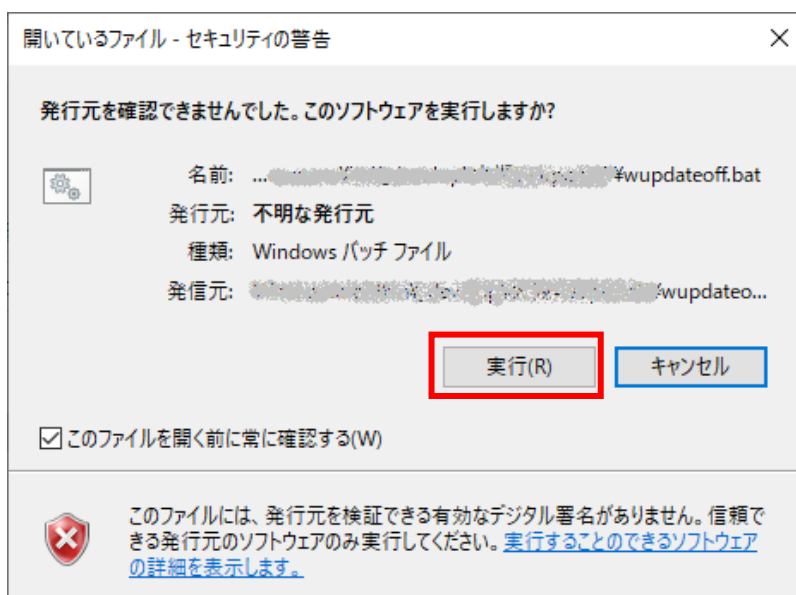 開いているファイル - セキュリティの警告
発行元を確認できませんでした。このソフトウェアを実行しますか?
名前: ...¥wupdateoff.bat
発行元: 不明な発行元
種類: Windows バッチ ファイル
発信元: ¥wupdateo...
実行(R) キャンセル
このファイルを開く前に常に確認する(W)
このファイルには、発行元を検証できる有効なデジタル署名がありません。信頼で
きる発行元のソフトウェアのみ実行してください。実行することのできるソフトウェア
の詳細を表示します。